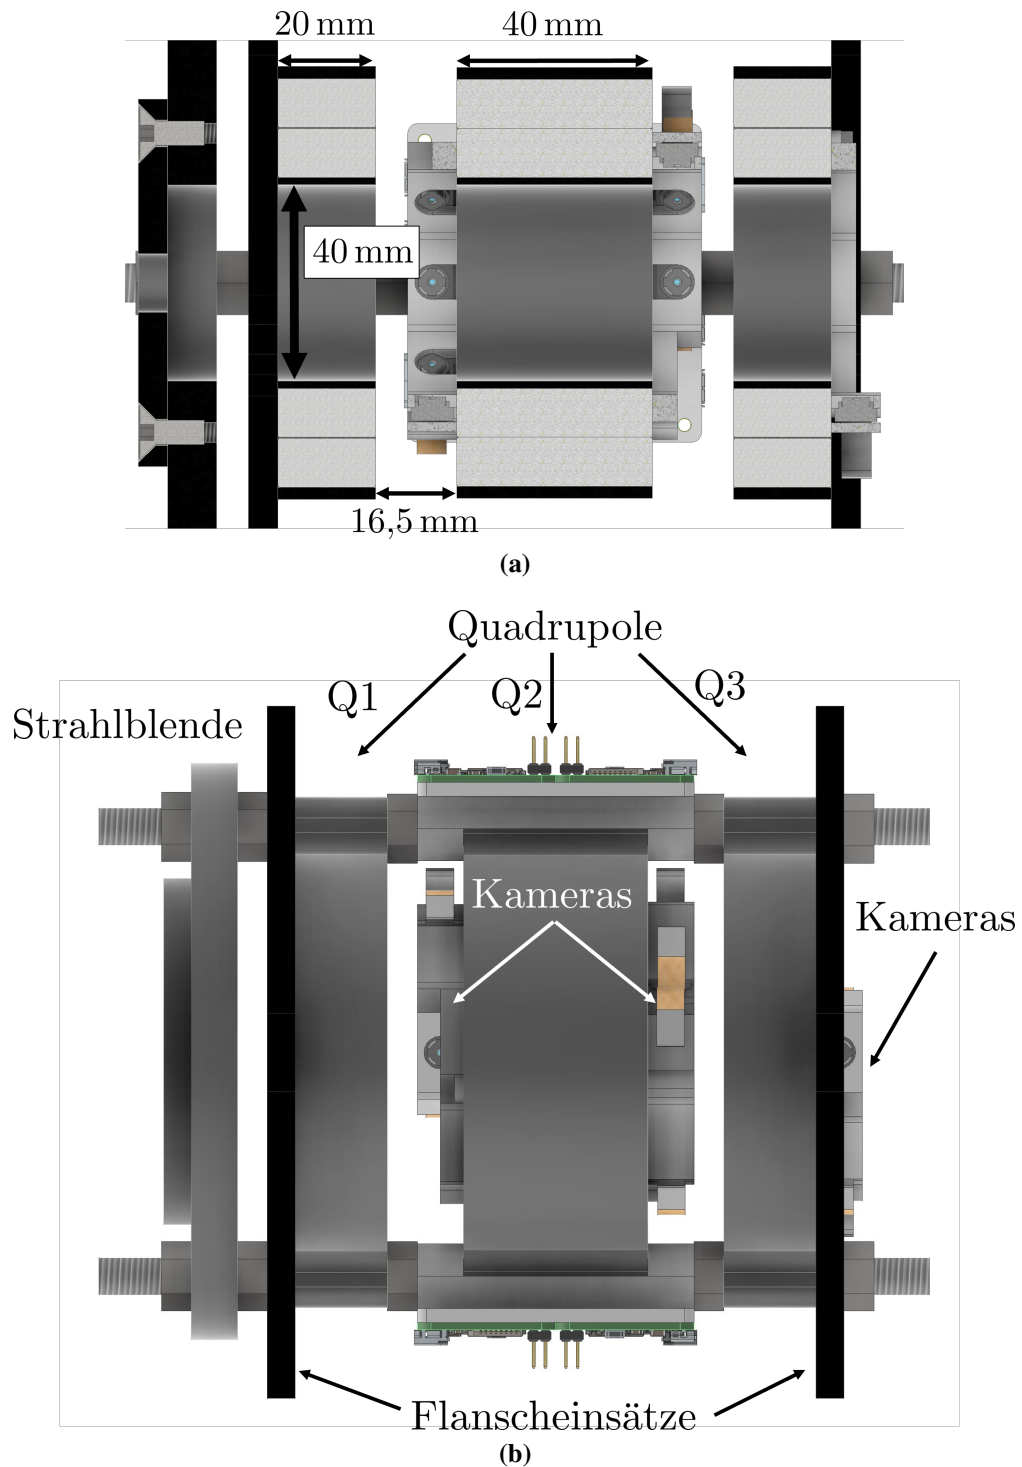 20 mm
40 mm
40 mm
16,5 mm
(a)
Quadrupole
Q1
Q2
Q3
Strahlblende
Kameras
Kameras
Flanscheinsätze
(b)